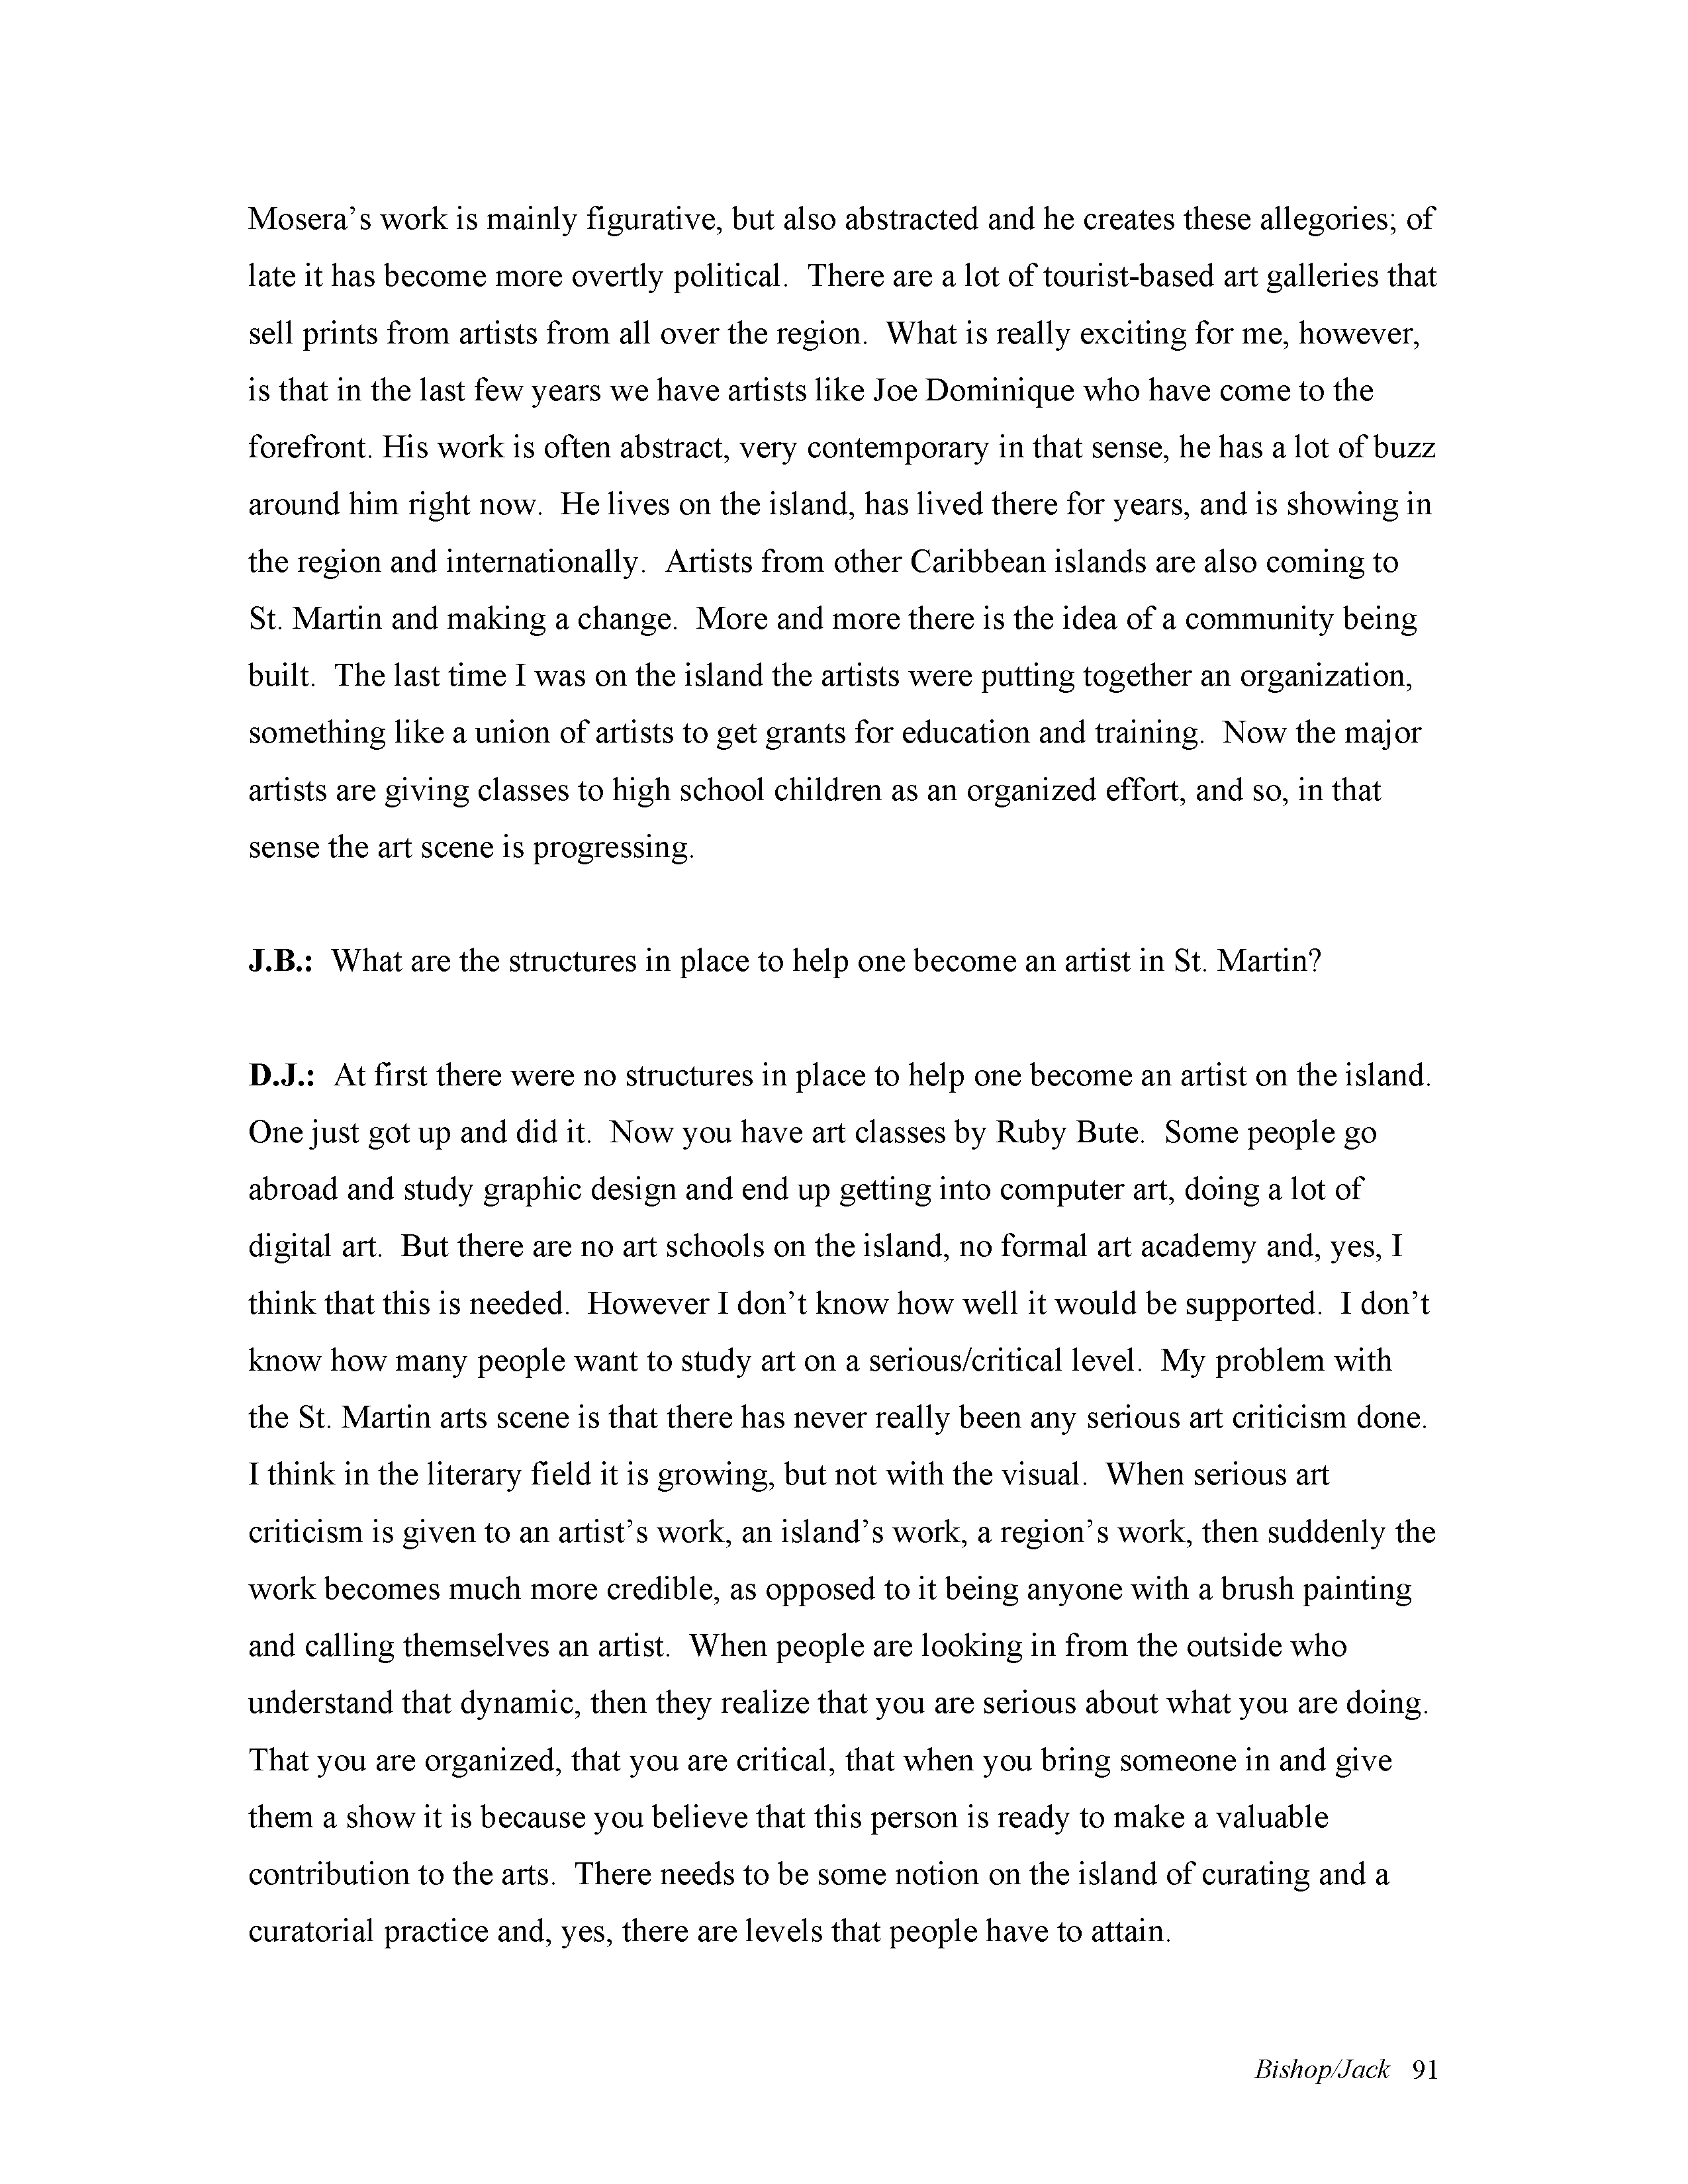 Mosera’s work is mainly figurative, but also abstracted and he creates these allegories; of
late it has become more overtly political.  There are a lot of tourist-based art galleries that
sell prints from artists from all over the region.  What is really exciting for me, however,
is that in the last few years we have artists like Joe Dominique who have come to the
forefront. His work is often abstract, very contemporary in that sense, he has a lot of buzz
around him right now.  He lives on the island, has lived there for years, and is showing in
the region and internationally.  Artists from other Caribbean islands are also coming to
St. Martin and making a change.  More and more there is the idea of a community being
built.  The last time I was on the island the artists were putting together an organization,
something like a union of artists to get grants for education and training.  Now the major
artists are giving classes to high school children as an organized effort, and so, in that
sense the art scene is progressing.
J.B.:  What are the structures in place to help one become an artist in St. Martin?
D.J.:  At first there were no structures in place to help one become an artist on the island.
One just got up and did it.  Now you have art classes by Ruby Bute.  Some people go
abroad and study graphic design and end up getting into computer art, doing a lot of
digital art.  But there are no art schools on the island, no formal art academy and, yes, I
think that this is needed.  However I don’t know how well it would be supported.  I don’t
know how many people want to study art on a serious/critical level.  My problem with
the St. Martin arts scene is that there has never really been any serious art criticism done.
I think in the literary field it is growing, but not with the visual.  When serious art
criticism is given to an artist’s work, an island’s work, a region’s work, then suddenly the
work becomes much more credible, as opposed to it being anyone with a brush painting
and calling themselves an artist.  When people are looking in from the outside who
understand that dynamic, then they realize that you are serious about what you are doing.
That you are organized, that you are critical, that when you bring someone in and give
them a show it is because you believe that this person is ready to make a valuable
contribution to the arts.  There needs to be some notion on the island of curating and a
curatorial practice and, yes, there are levels that people have to attain.
Bishop/Jack   91